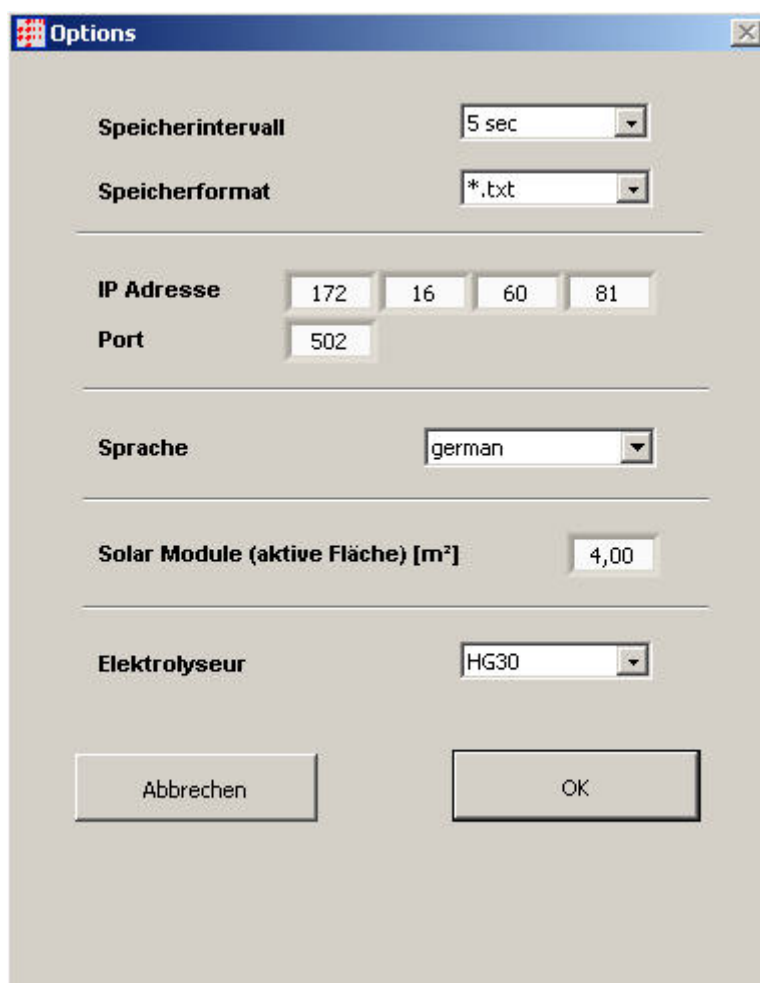 Options
Speicherintervall 5 sec
Speicherformat *.txt
IP Adresse 172 16 60 81
Port 502
Sprache german
Solar Module (aktive Fläche) [m²] 4,00
Elektrolyseur HG30
Abbrechen OK